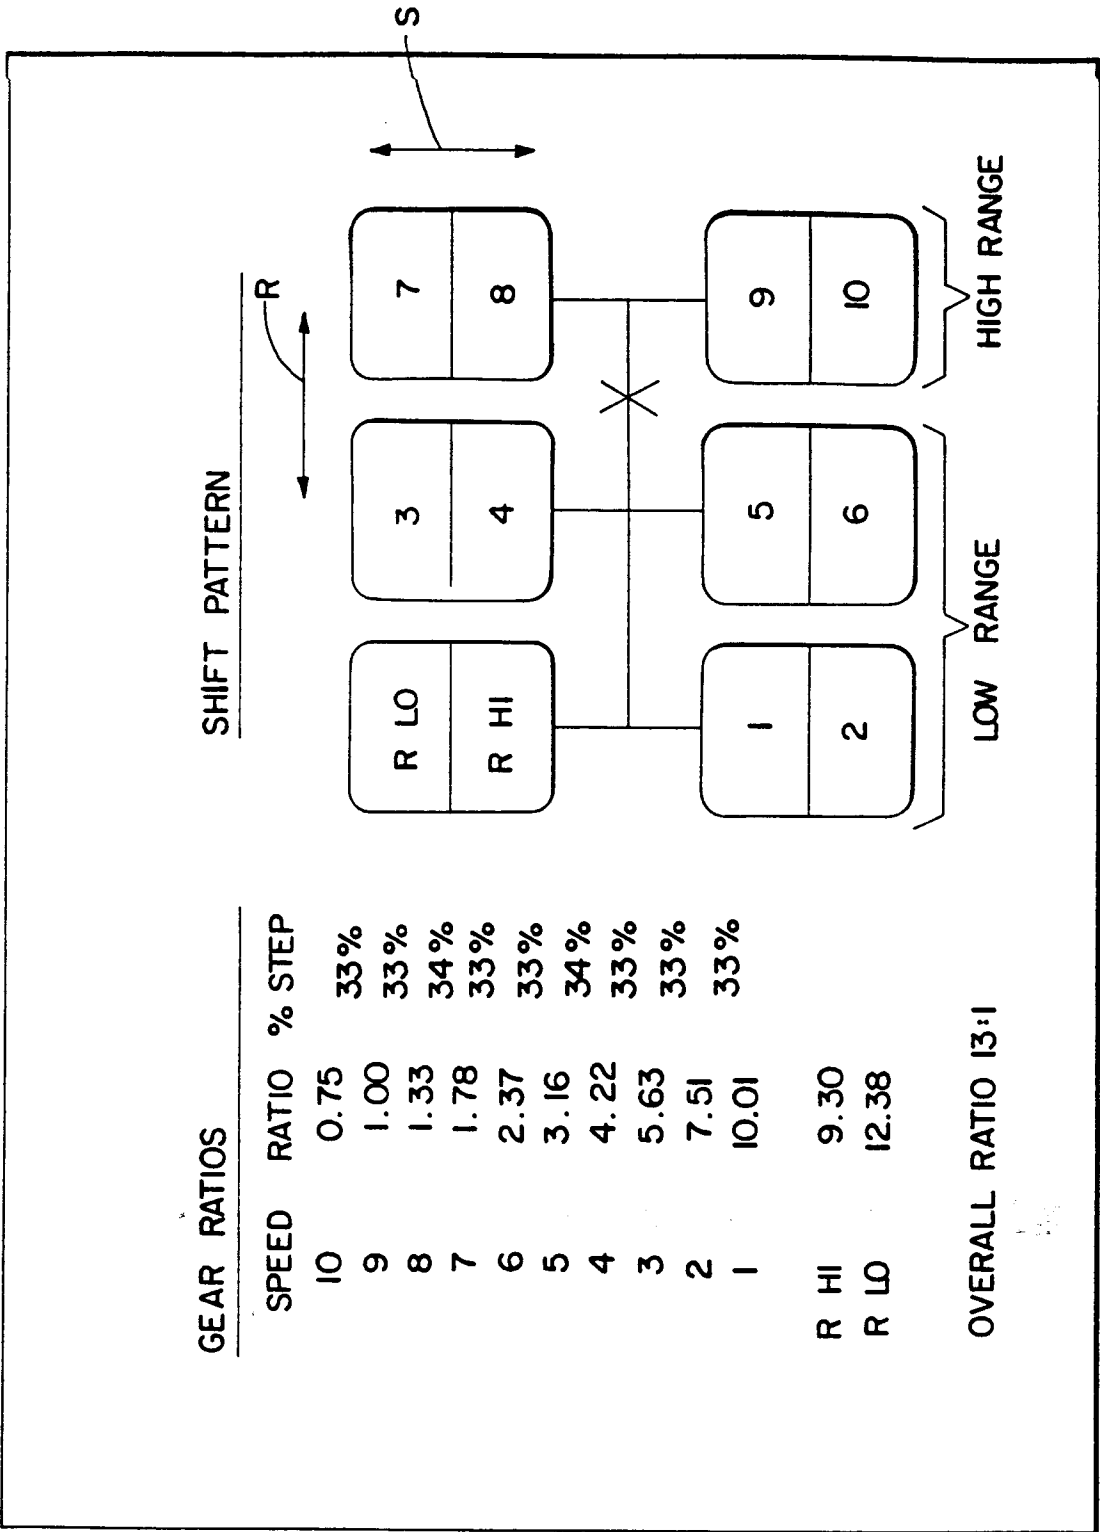 GEAR RATIOS
SPEED RATIO % STEP
10 0.75
33%
9 1.00
33%
8 1.33
34%
7 1.78
33%
6 2.37
33%
5 3.16
34%
4 4.22
33%
3 5.63
33%
2 7.51
33%
1 10.01
R HI 9.30
R LO 12.38
OVERALL RATIO 13:1
SHIFT PATTERN
R
S
R LO 3 7
R HI 4 8
1 5 9
2 6 10
LOW RANGE HIGH RANGE